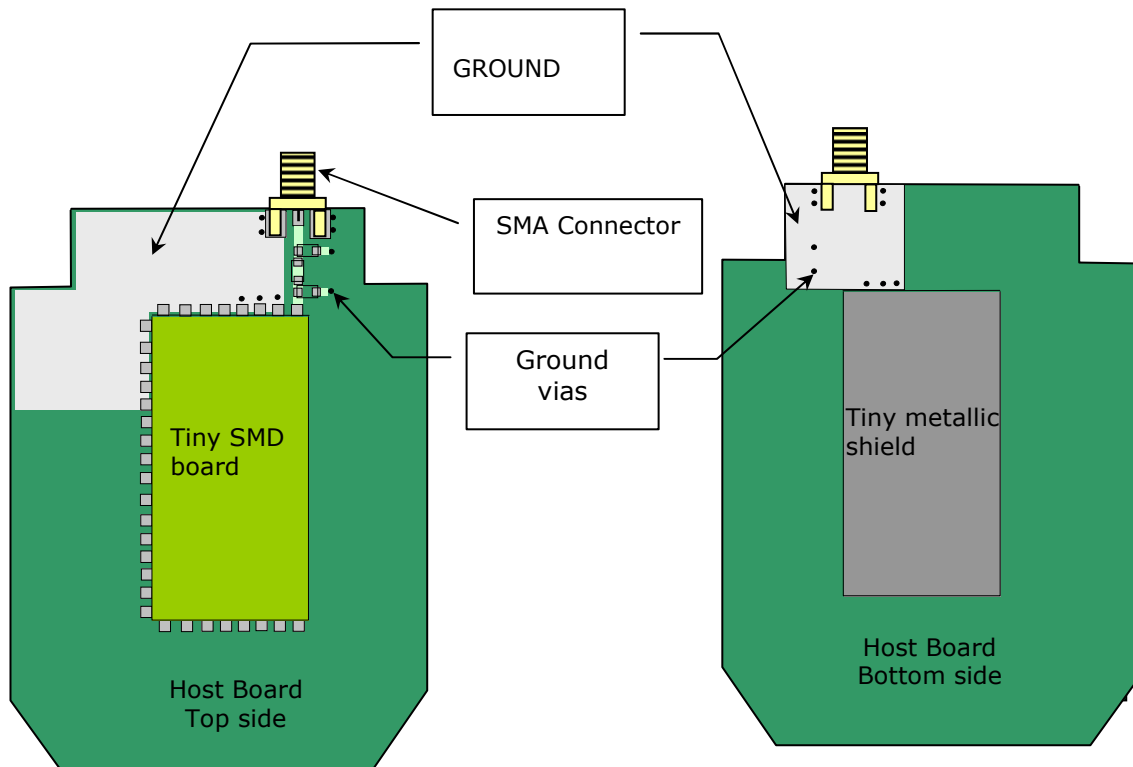 GROUND
SMA Connector
Ground
vias
Tiny SMD
board
Tiny metallic
shield
Host Board
Top side
Host Board
Bottom side